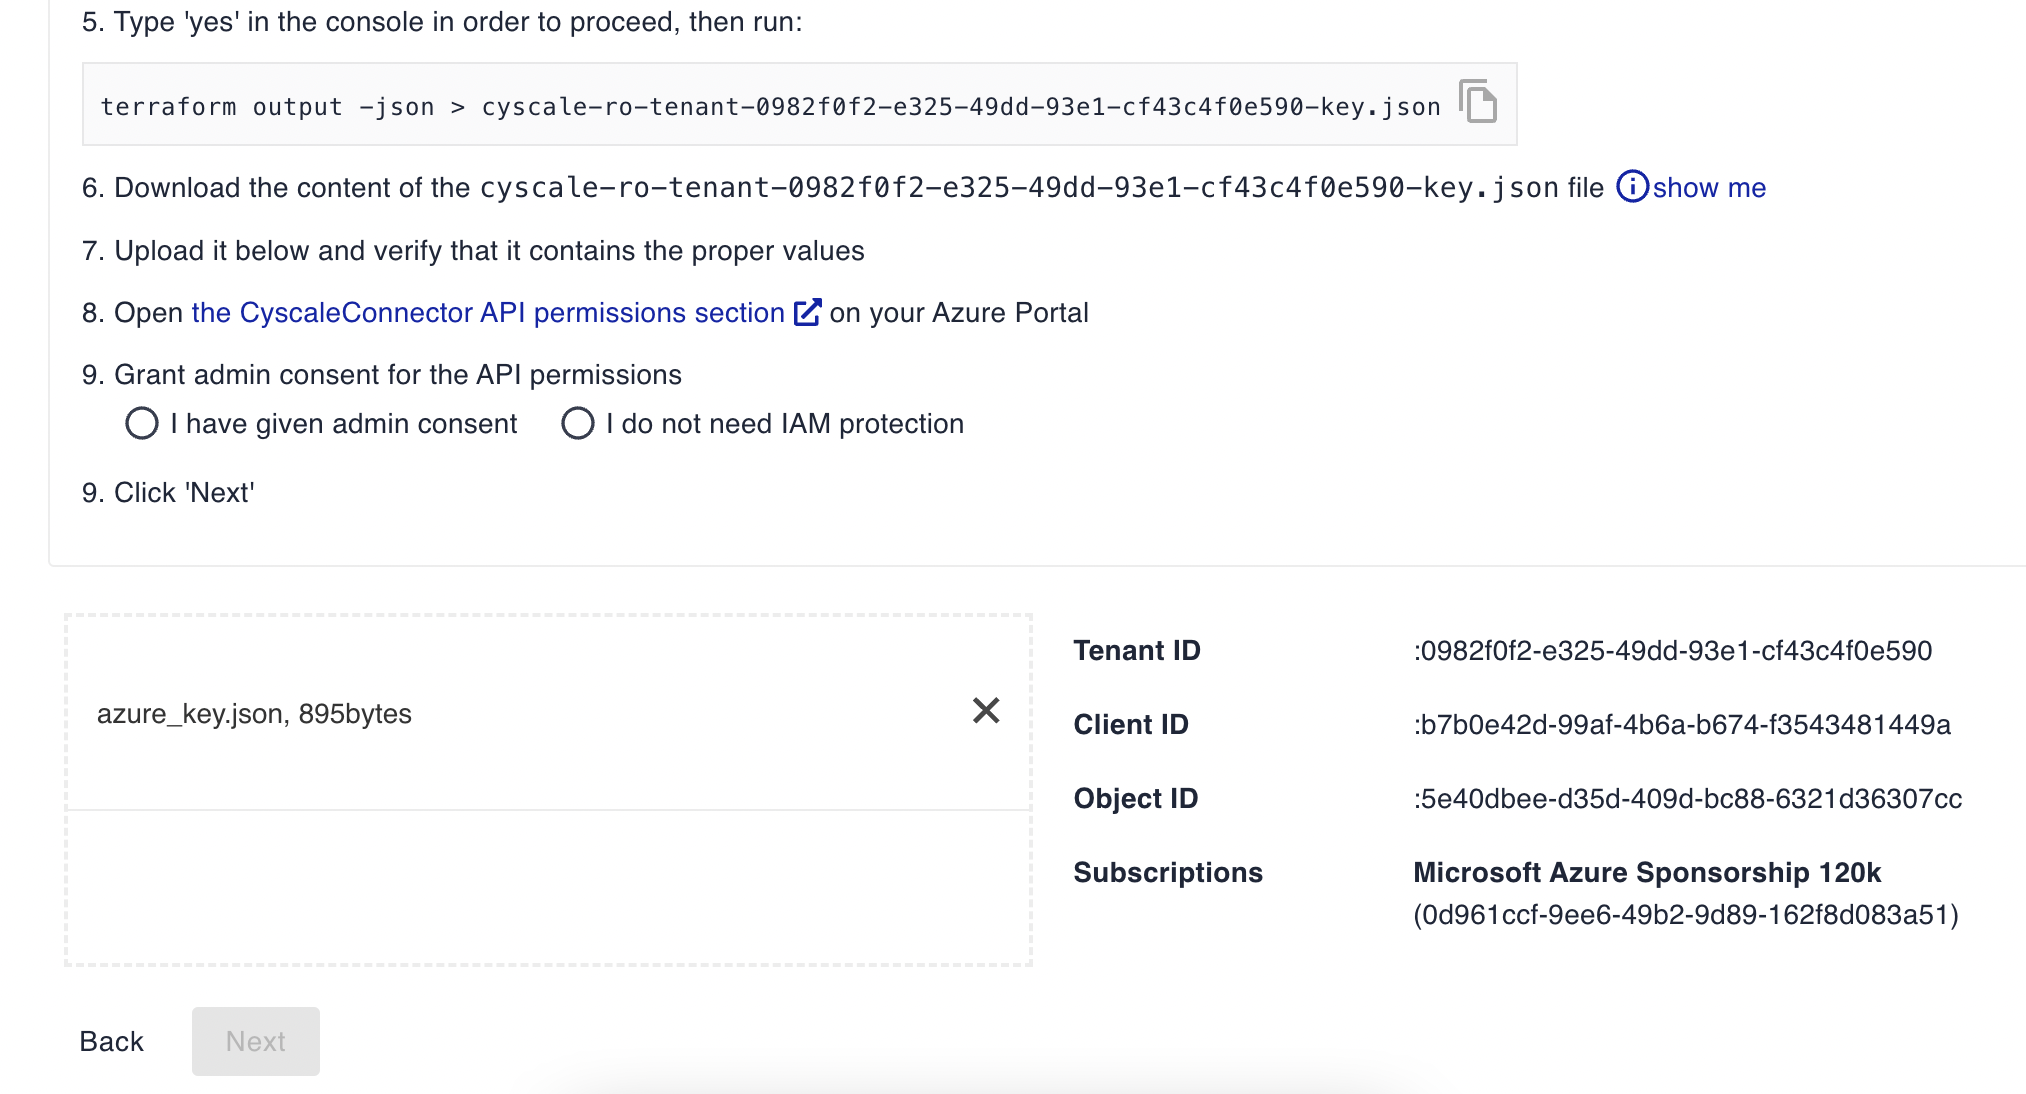 5. Type 'yes' in the console in order to proceed, then run:
terraform output -json > cyscale-ro-tenant-0982f0f2-e325-49dd-93e1-cf43c4f0e590-key.json
6. Download the content of the cyscale-ro-tenant-0982f0f2-e325-49dd-93e1-cf43c4f0e590-key.json file show me
7. Upload it below and verify that it contains the proper values
8. Open the CyscaleConnector API permissions section on your Azure Portal
9. Grant admin consent for the API permissions
I have given admin consent I do not need IAM protection
9. Click 'Next'
azure_key.json, 895bytes
Tenant ID :0982f0f2-e325-49dd-93e1-cf43c4f0e590
Client ID :b7b0e42d-99af-4b6a-b674-f3543481449a
Object ID :5e40dbee-d35d-409d-bc88-6321d36307cc
Subscriptions Microsoft Azure Sponsorship 120k
(0d961ccf-9ee6-49b2-9d89-162f8d083a51)
Back Next